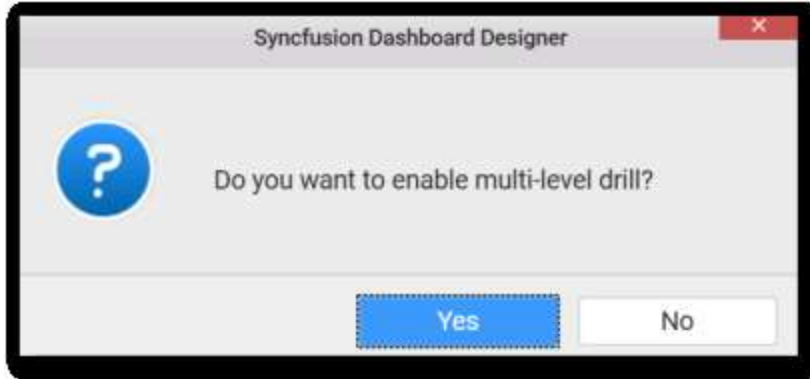 Syncfusion Dashboard Designer
Do you want to enable multi-level drill?
Yes
No